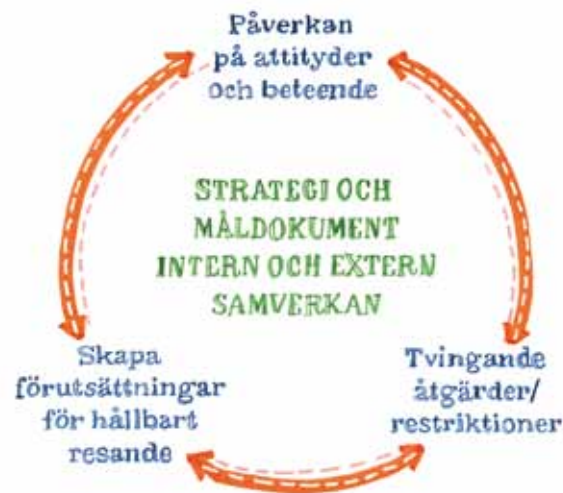 Påverkan
på attityder
och beteende
STRATEGI OCH
MÅLDOKUMENT
INTERN OCH EXTERN
SAMVERKAN
Skapa
förutsättningar
för hållbart
resande
Tvingande
åtgärder/
restriktioner